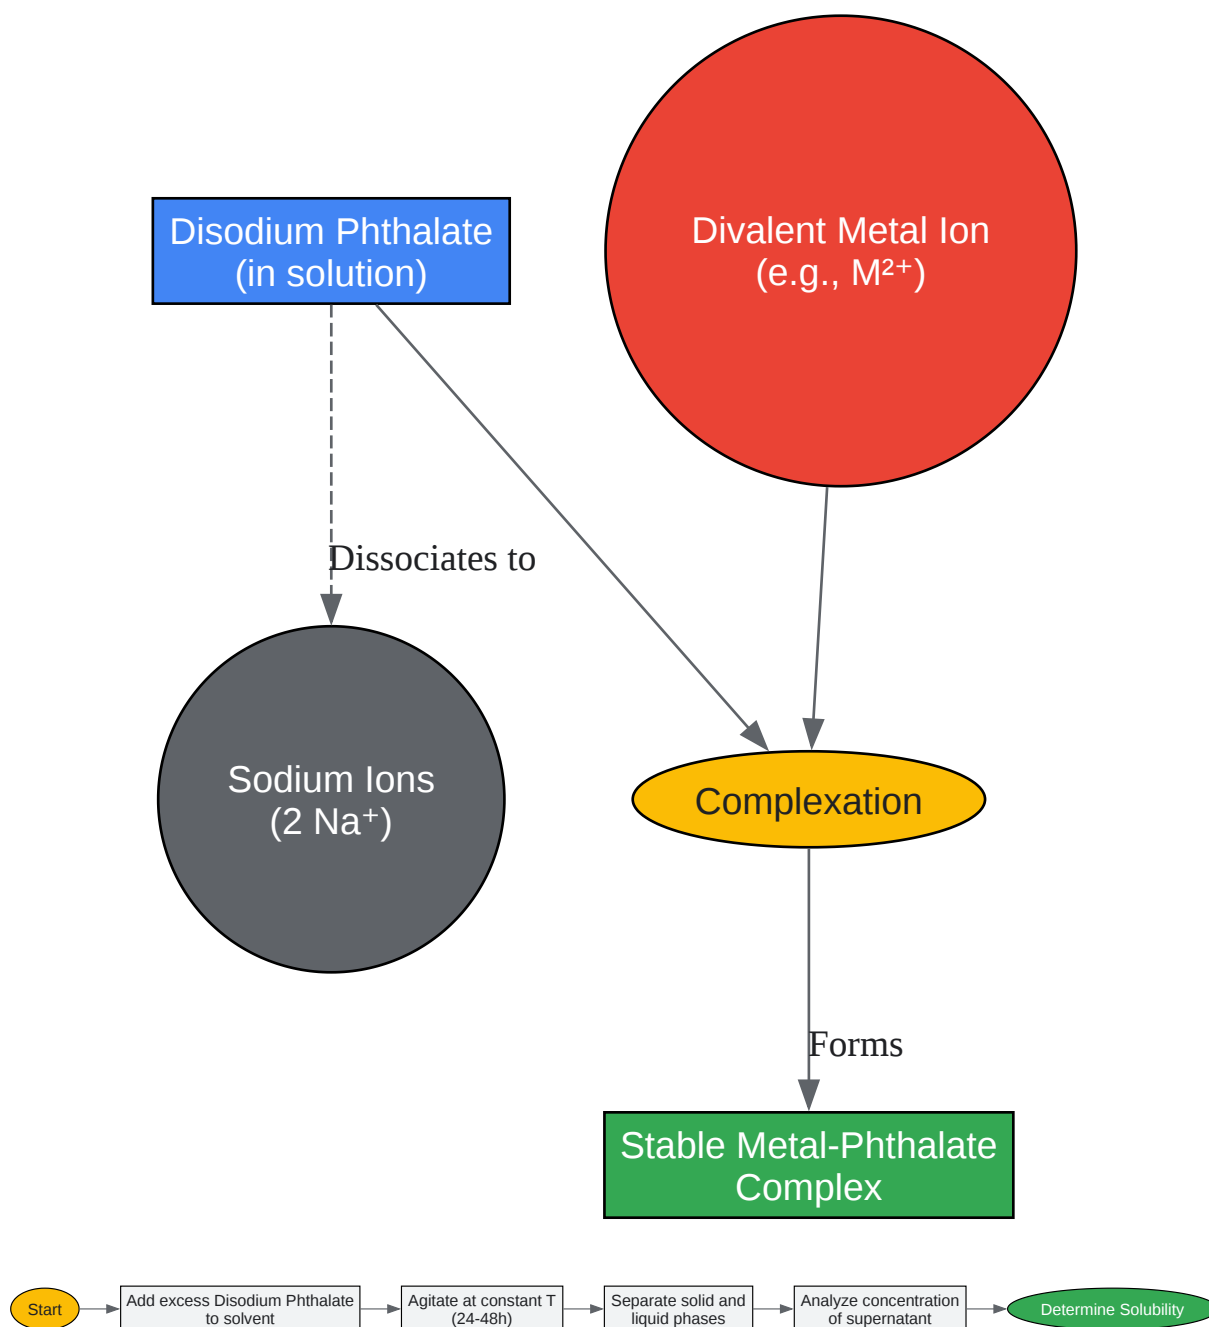 Disodium Phthalate
(in solution)
Divalent Metal Ion
(e.g., M²⁺)
Dissociates to
Sodium Ions
(2 Na⁺)
Complexation
Forms
Stable Metal-Phthalate
Complex
Start
Add excess Disodium Phthalate
to solvent
Agitate at constant T
(24-48h)
Separate solid and
liquid phases
Analyze concentration
of supernatant
Determine Solubility